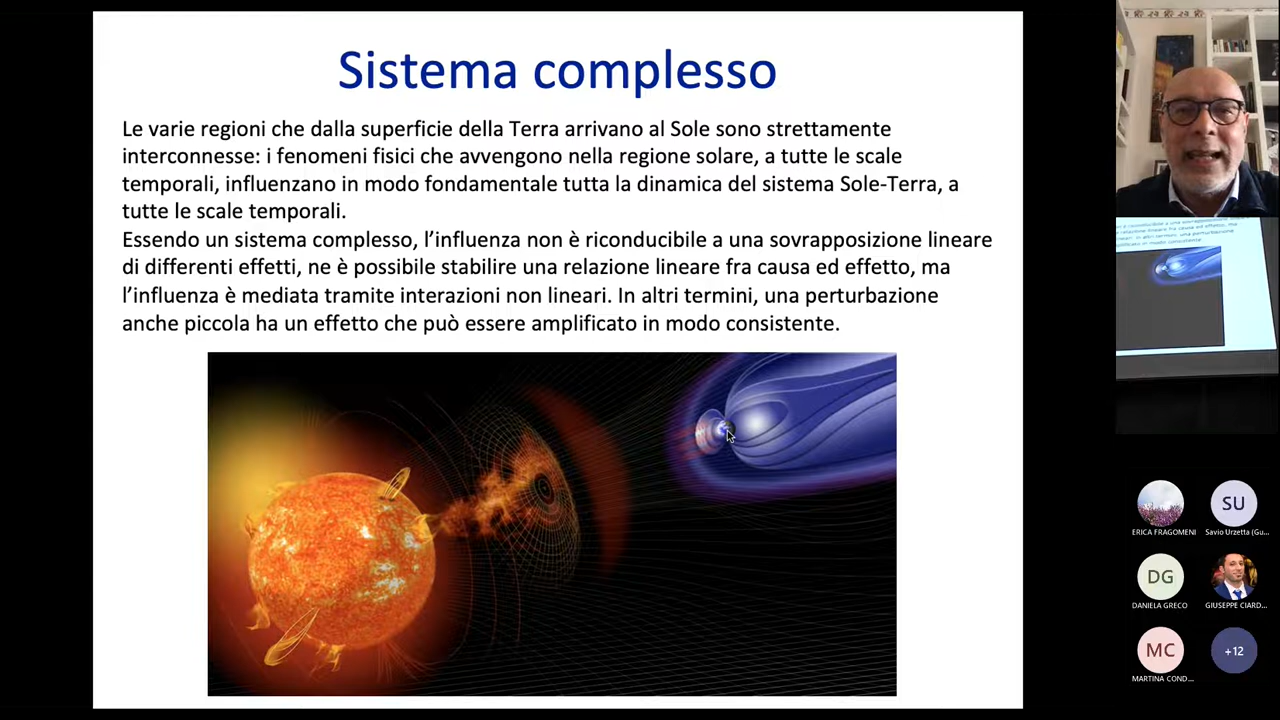 Sistema complesso
Le varie regioni che dalla superficie della Terra arrivano al Sole sono strettamente
interconnesse: i fenomeni fisici che avvengono nella regione solare, a tutte le scale
temporali, influenzano in modo fondamentale tutta la dinamica del sistema Sole-Terra, a
tutte le scale temporali.
Essendo un sistema complesso, l’influenza non è riconducibile a una sovrapposizione lineare
di differenti effetti, ne è possibile stabilire una relazione lineare fra causa ed effetto, ma
l’influenza è mediata tramite interazioni non lineari. In altri termini, una perturbazione
anche piccola ha un effetto che può essere amplificato in modo consistente.
SU
ERICA FRAGOMENI
Savio Urzetta (Gu...
DG
DANIELA GRECO
GIUSEPPE CIARD...
MC
+12
MARTINA COND...